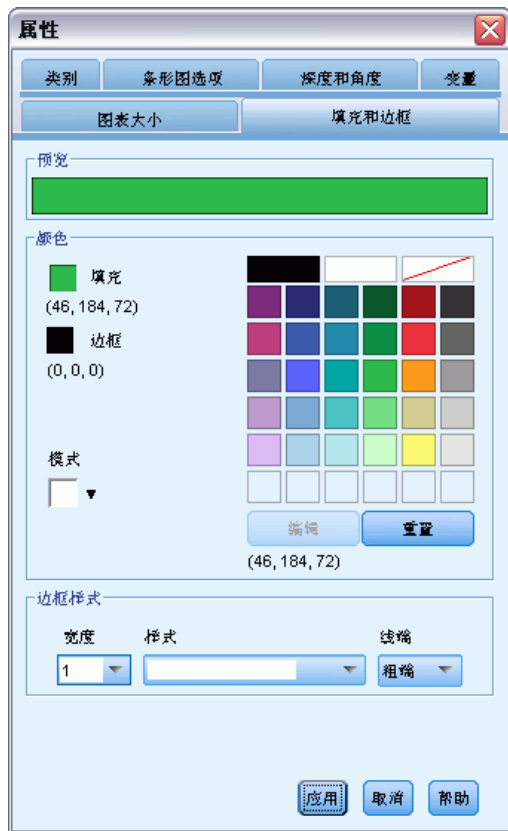 属性
类别 条形图选项 深度和角度 变量
图表大小 填充和边框
预览
颜色
填充
(46, 184, 72)
边框
(0, 0, 0)
模式
编辑 重置
(46, 184, 72)
边框样式
宽度 样式 线端
1 粗端
应用 取消 帮助